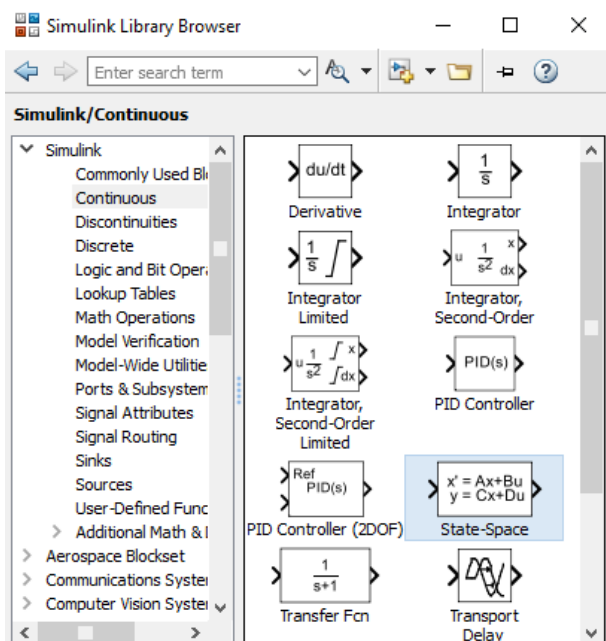 Simulink Library Browser
Enter search term
Simulink/Continuous
Simulink
Commonly Used Bl
Continuous
Discontinuities
Discrete
Logic and Bit Oper
Lookup Tables
Math Operations
Model Verification
Model-Wide Utilitie
Ports & Subsystem
Signal Attributes
Signal Routing
Sinks
Sources
User-Defined Func
Additional Math &
Aerospace Blockset
Communications Syste
Computer Vision Syste
du/dt
Derivative
1
s
Integrator
1
s
Integrator
Limited
u 1 x
s2 dx
Integrator,
Second-Order
u 1 x
s2 dx
Integrator,
Second-Order
Limited
PID(s)
PID Controller
Ref
PID(s)
PID Controller (2DOF)
x' = Ax+Bu
y = Cx+Du
State-Space
1
s+1
Transfer Fcn
Transport
Delay